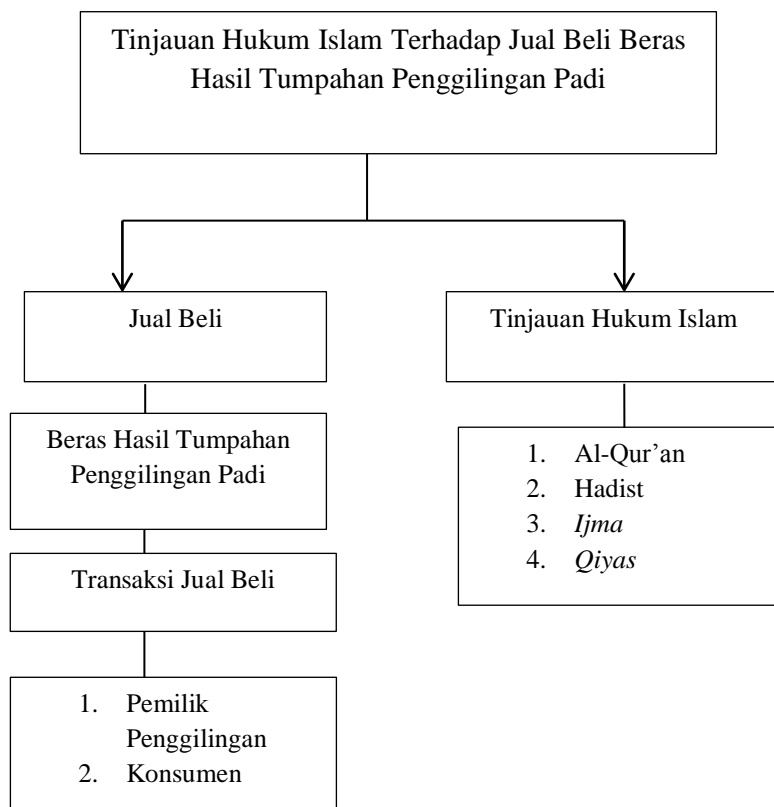 Tinjauan Hukum Islam Terhadap Jual Beli Beras
Hasil Tumpahan Penggilingan Padi
Jual Beli
Tinjauan Hukum Islam
Beras Hasil Tumpahan
Penggilingan Padi
1. Al-Qur’an
2. Hadist
3. Ijma
4. Qiyas
Transaksi Jual Beli
1. Pemilik
Penggilingan
2. Konsumen